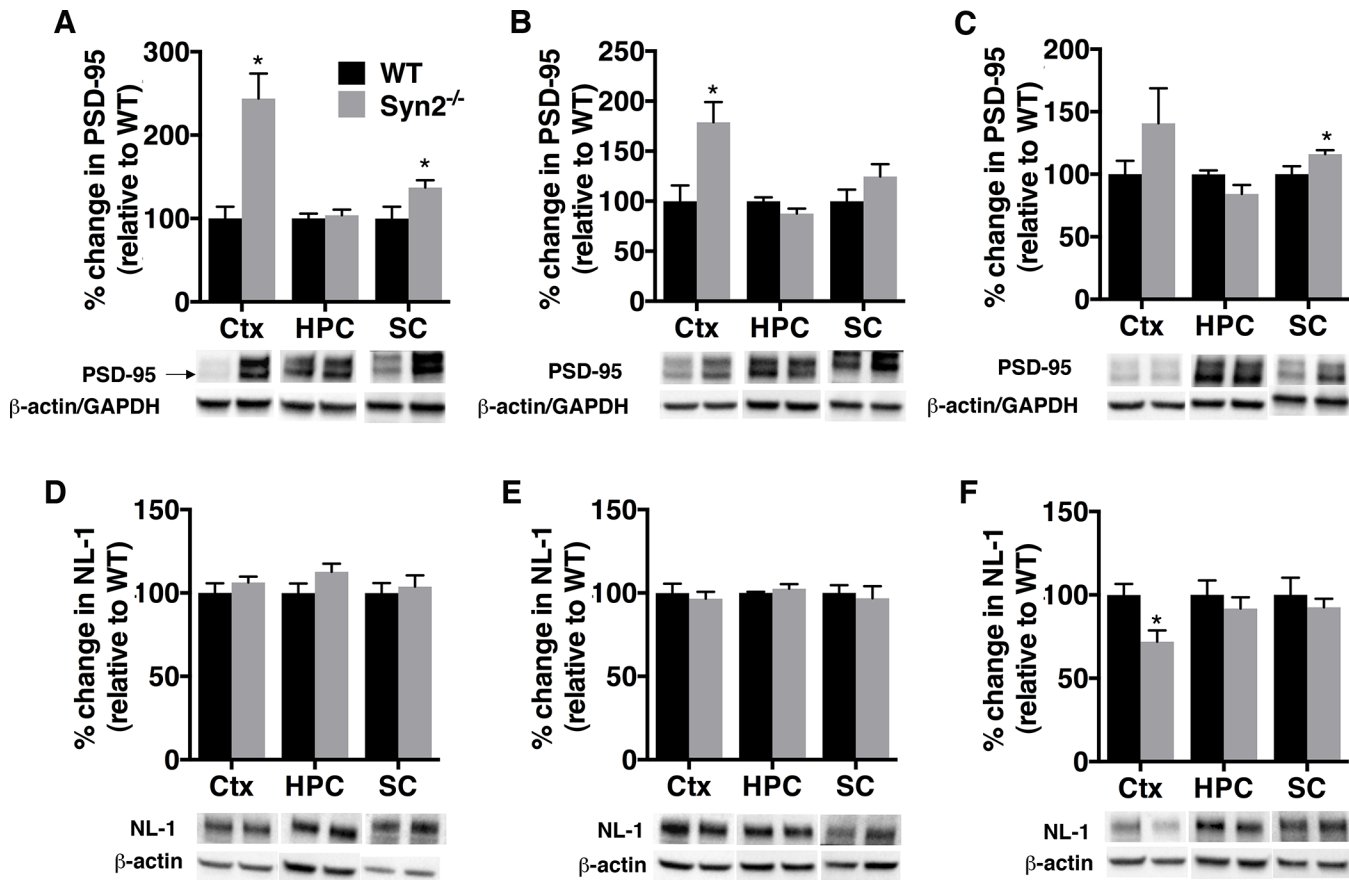 A
% change in PSD-95
(relative to WT)
300
200
100
0
*
*
WT
Syn2-/-
Ctx HPC SC
PSD-95
β-actin/GAPDH
B
% change in PSD-95
(relative to WT)
250
200
150
100
50
0
*
Ctx HPC SC
PSD-95
β-actin/GAPDH
C
% change in PSD-95
(relative to WT)
200
150
100
50
0
*
Ctx HPC SC
PSD-95
β-actin/GAPDH
D
% change in NL-1
(relative to WT)
150
100
50
0
Ctx HPC SC
NL-1
β-actin
E
% change in NL-1
(relative to WT)
150
100
50
0
Ctx HPC SC
NL-1
β-actin
F
% change in NL-1
(relative to WT)
150
100
50
0
*
Ctx HPC SC
NL-1
β-actin